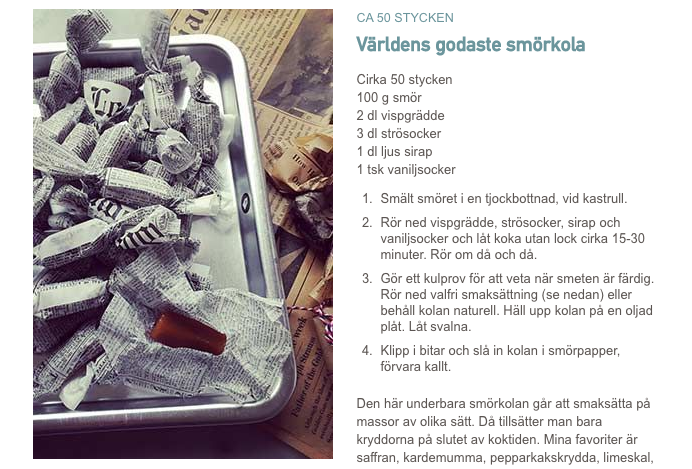 CA 50 STYCKEN
Världens godaste smörkola
Cirka 50 stycken
100 g smör
2 dl vispgrädde
3 dl strösocker
1 dl ljus sirap
1 tsk vaniljsocker
1. Smält smöret i en tjockbottnad, vid kastrull.
2. Rör ned vispgrädde, strösocker, sirap och
vaniljsocker och låt koka utan lock cirka 15-30
minuter. Rör om då och då.
3. Gör ett kulprov för att veta när smeten är färdig.
Rör ned valfri smaksättning (se nedan) eller
behåll kolan naturell. Häll upp kolan på en oljad
plåt. Låt svalna.
4. Klipp i bitar och slå in kolan i smörpapper,
förvara kallt.
Den här underbara smörkolan går att smaksätta på
massor av olika sätt. Då tillsätter man bara
kryddorna på slutet av koktiden. Mina favoriter är
saffran, kardemumma, pepparkakskrydda, limeskal,